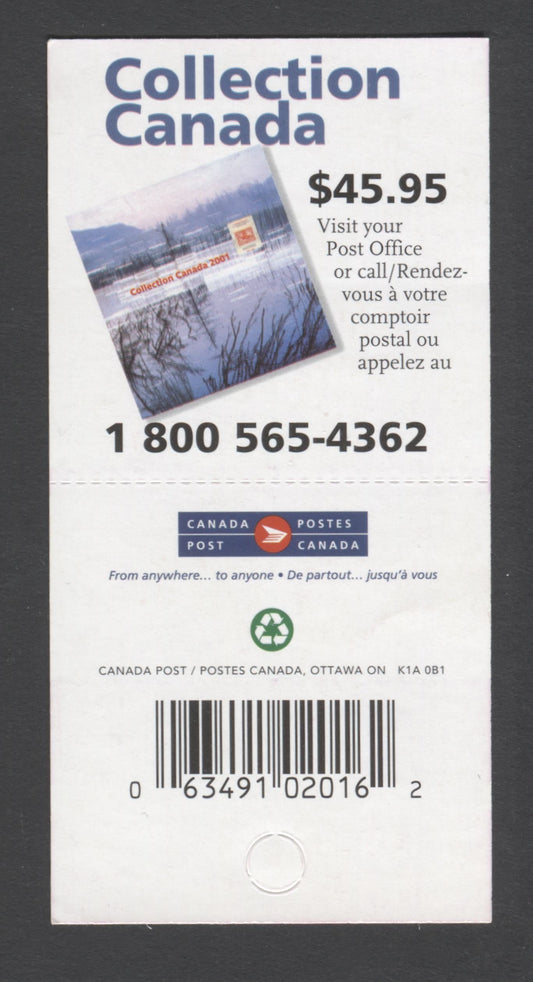 Collection
Canada
$45.95
Visit your
Post Office
or call/Rendez-
vous à votre
comptoir
postal ou
appelez au
Collection Canada 2001
1 800 565-4362
CANADA POSTES
POST CANADA
From anywhere... to anyone • De partout... jusqu'à vous
CANADA POST / POSTES CANADA, OTTAWA ON K1A 0B1
0 63491 02016 2